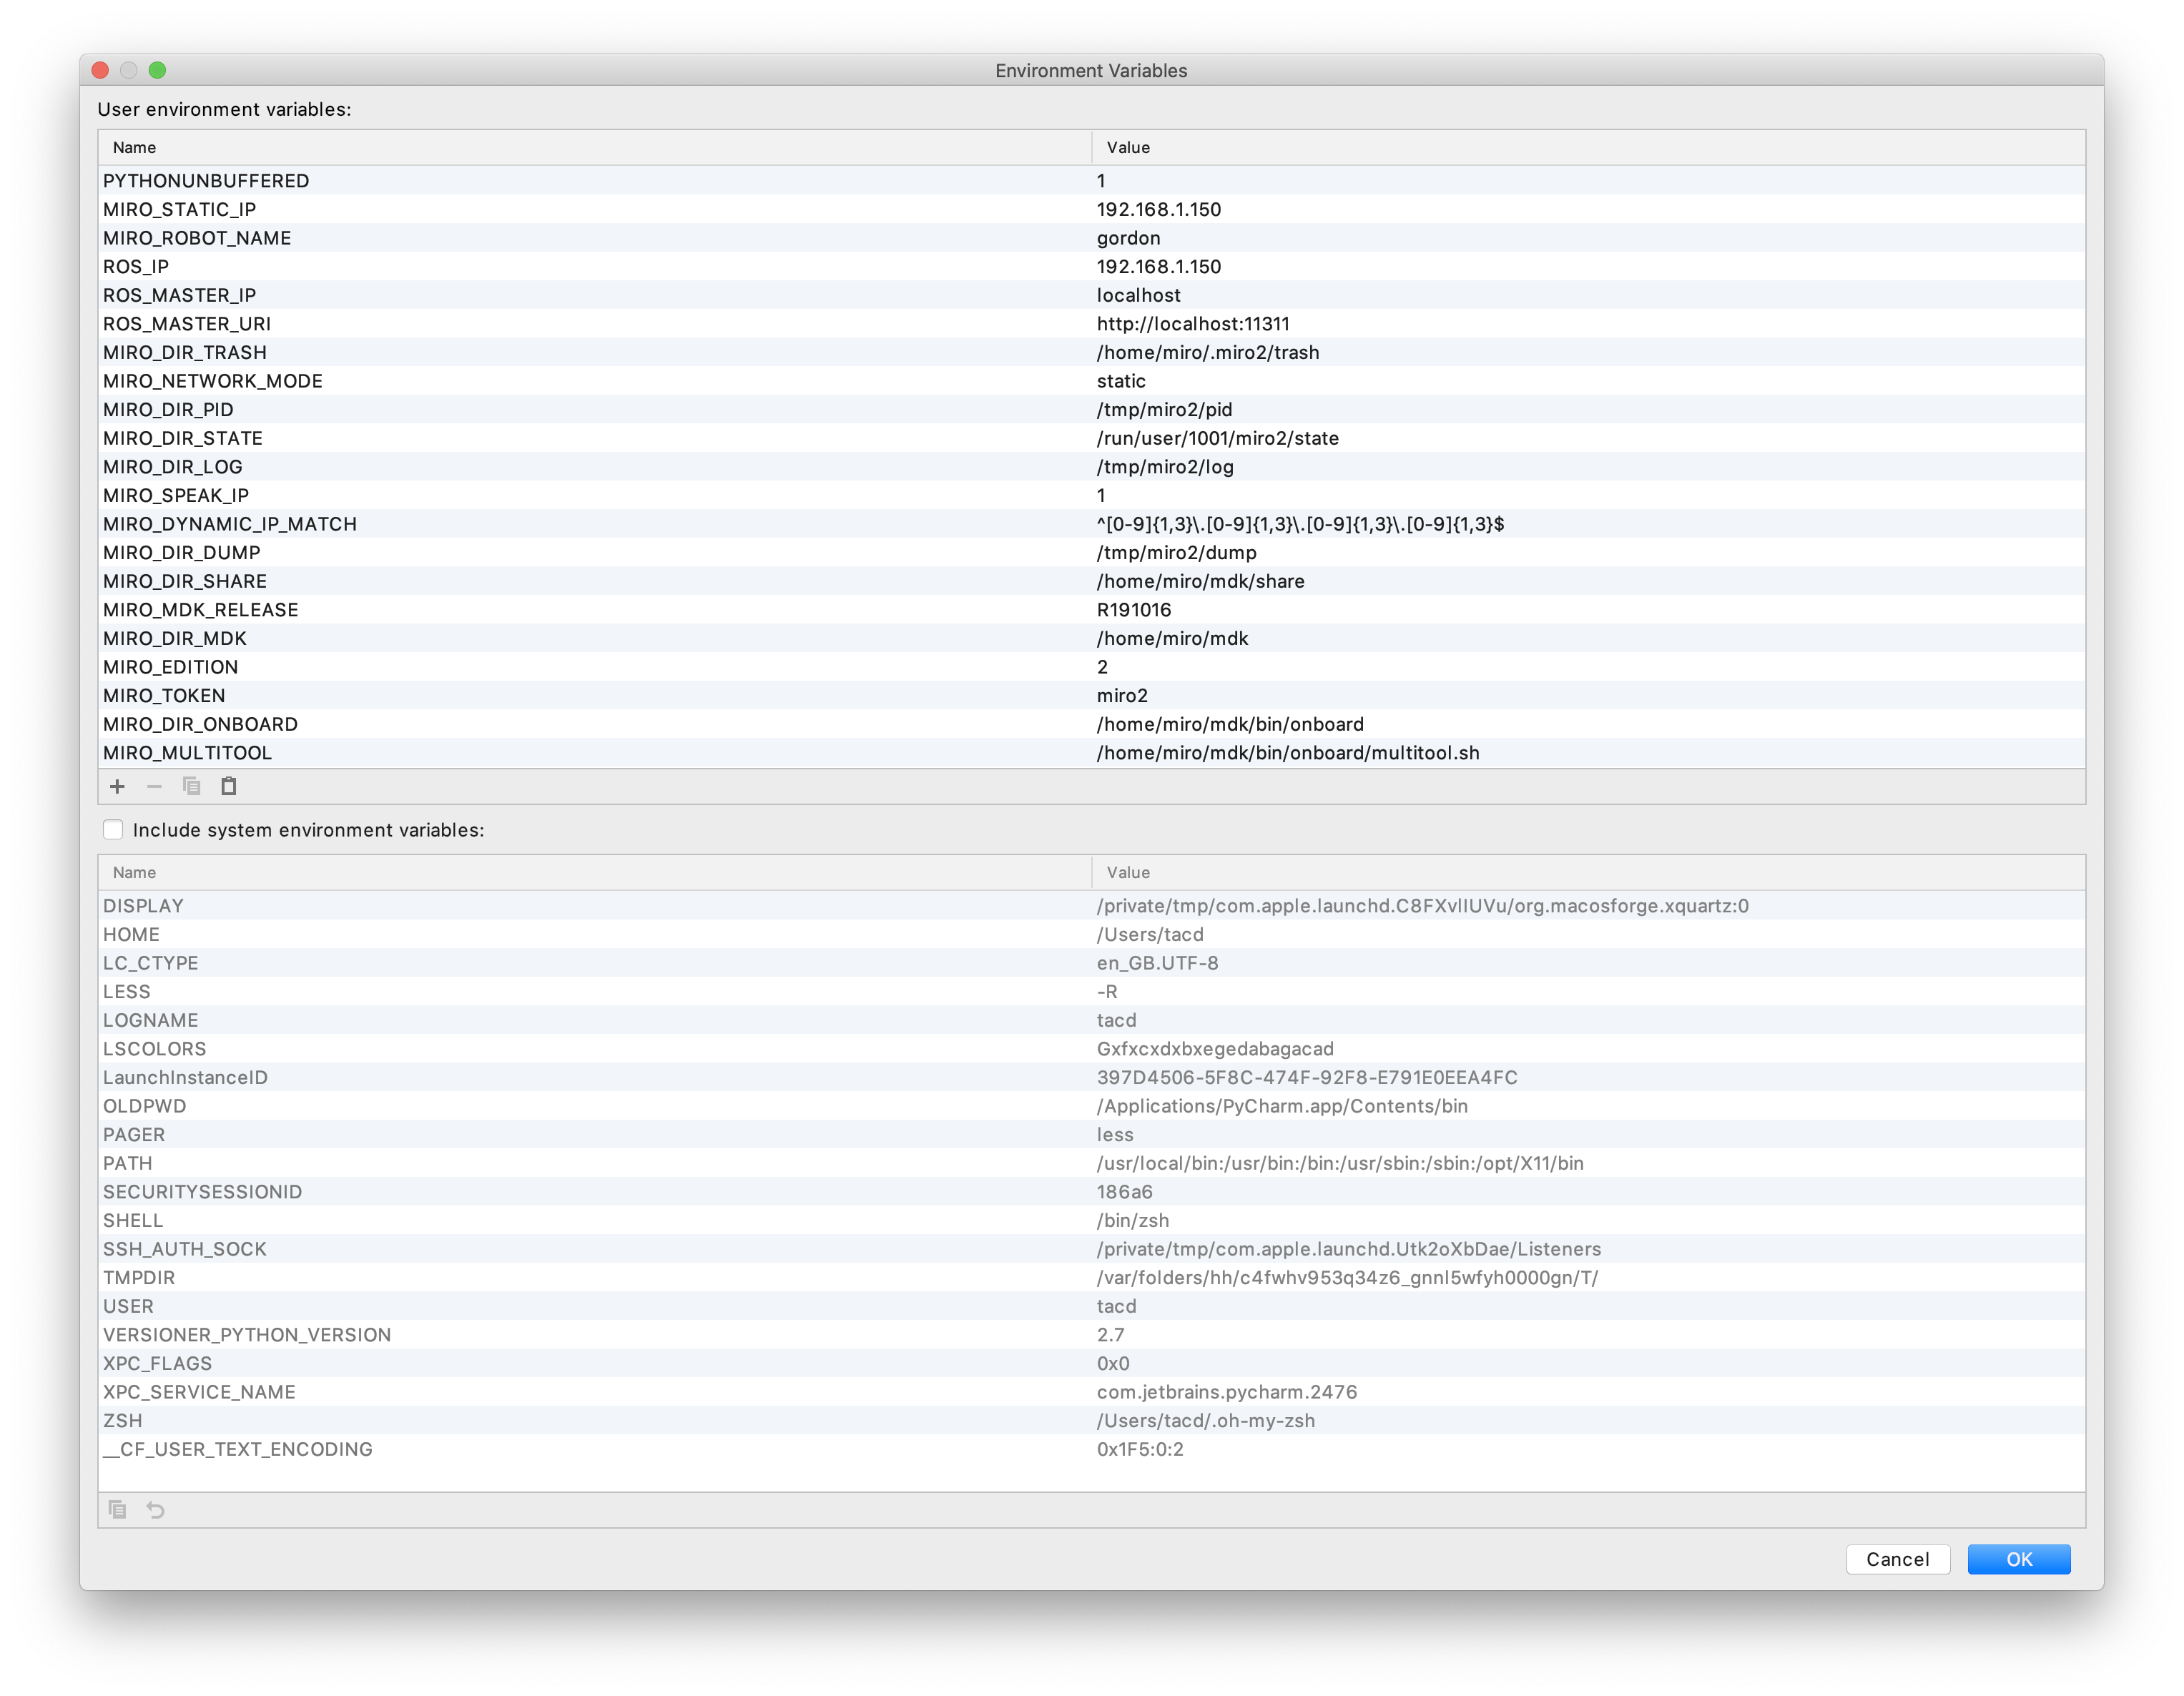 Environment Variables
User environment variables:
Name Value
PYTHONUNBUFFERED 1
MIRO_STATIC_IP 192.168.1.150
MIRO_ROBOT_NAME gordon
ROS_IP 192.168.1.150
ROS_MASTER_IP localhost
ROS_MASTER_URI http://localhost:11311
MIRO_DIR_TRASH /home/miro/.miro2/trash
MIRO_NETWORK_MODE static
MIRO_DIR_PID /tmp/miro2/pid
MIRO_DIR_STATE /run/user/1001/miro2/state
MIRO_DIR_LOG /tmp/miro2/log
MIRO_SPEAK_IP 1
MIRO_DYNAMIC_IP_MATCH ^[0-9]{1,3}\.[0-9]{1,3}\.[0-9]{1,3}\.[0-9]{1,3}$
MIRO_DIR_DUMP /tmp/miro2/dump
MIRO_DIR_SHARE /home/miro/mdk/share
MIRO_MDK_RELEASE R191016
MIRO_DIR_MDK /home/miro/mdk
MIRO_EDITION 2
MIRO_TOKEN miro2
MIRO_DIR_ONBOARD /home/miro/mdk/bin/onboard
MIRO_MULTITOOL /home/miro/mdk/bin/onboard/multitool.sh
Include system environment variables:
Name Value
DISPLAY /private/tmp/com.apple.launchd.C8FXvlIUVu/org.macosforge.xquartz:0
HOME /Users/tacd
LC_CTYPE en_GB.UTF-8
LESS -R
LOGNAME tacd
LSCOLORS Gxfxcxdxbxegedabagacad
LaunchInstanceID 397D4506-5F8C-474F-92F8-E791E0EEA4FC
OLDPWD /Applications/PyCharm.app/Contents/bin
PAGER less
PATH /usr/local/bin:/usr/bin:/bin:/usr/sbin:/sbin:/opt/X11/bin
SECURITYSESSIONID 186a6
SHELL /bin/zsh
SSH_AUTH_SOCK /private/tmp/com.apple.launchd.Utk2oXbDae/Listeners
TMPDIR /var/folders/hh/c4fwhv953q34z6_gnnl5wfyh0000gn/T/
USER tacd
VERSIONER_PYTHON_VERSION 2.7
XPC_FLAGS 0x0
XPC_SERVICE_NAME com.jetbrains.pycharm.2476
ZSH /Users/tacd/.oh-my-zsh
__CF_USER_TEXT_ENCODING 0x1F5:0:2
Cancel OK